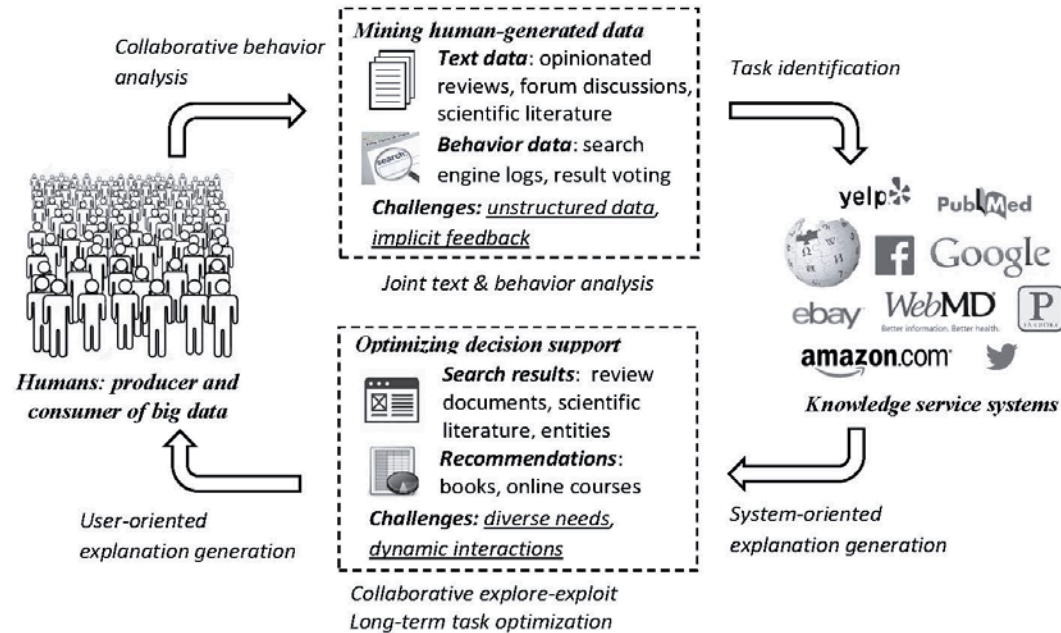 Collaborative behavior
analysis
Mining human-generated data
Text data: opinionated
reviews, forum discussions,
scientific literature
search
Behavior data: search
engine logs, result voting
Challenges: unstructured data,
implicit feedback
Joint text & behavior analysis
Task identification
yelp
PubMed
Google
ebay
WebMD
Better information. Better health.
P
PANDORA
amazon.com
Knowledge service systems
Humans: producer and
consumer of big data
Optimizing decision support
Search results: review
documents, scientific
literature, entities
Recommendations:
books, online courses
Challenges: diverse needs,
dynamic interactions
Collaborative explore-exploit
Long-term task optimization
User-oriented
explanation generation
System-oriented
explanation generation